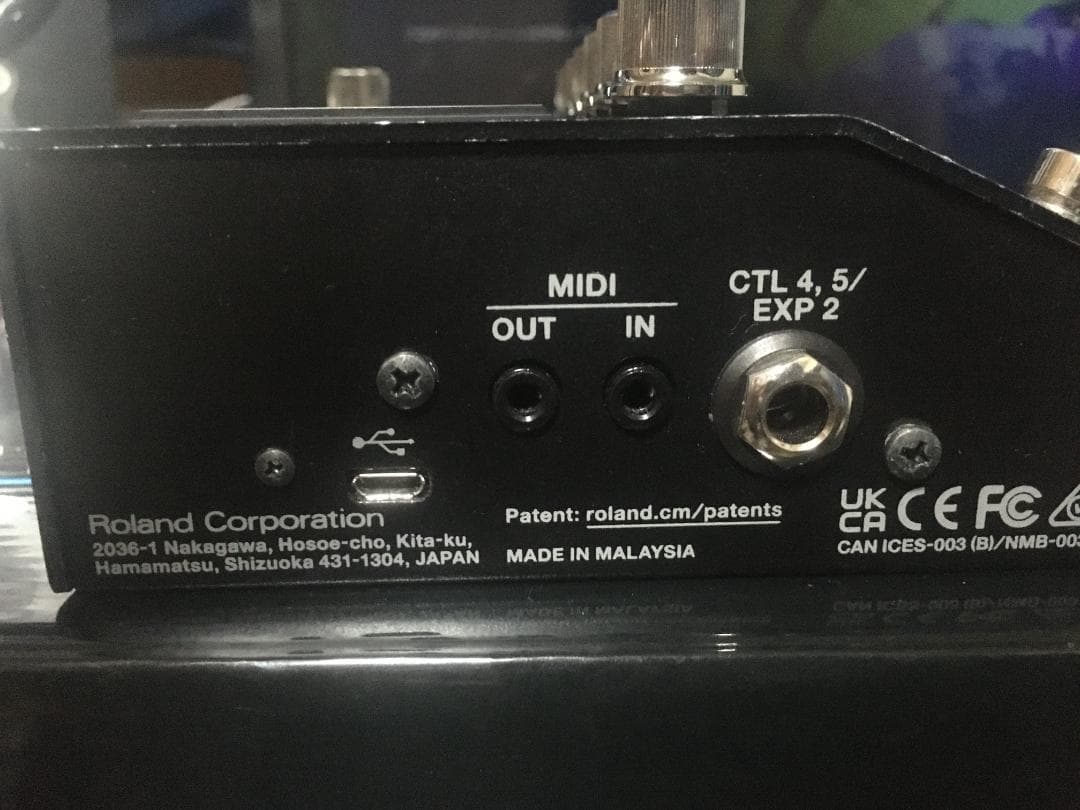 MIDI
OUT IN
CTL 4, 5/
EXP 2
Roland Corporation
2036-1 Nakagawa, Hosoe-cho, Kita-ku,
Hamamatsu, Shizuoka 431-1304, JAPAN
Patent: roland.cm/patents
MADE IN MALAYSIA
UK
CA CE FC
CAN ICES-003 (B)/NMB-003